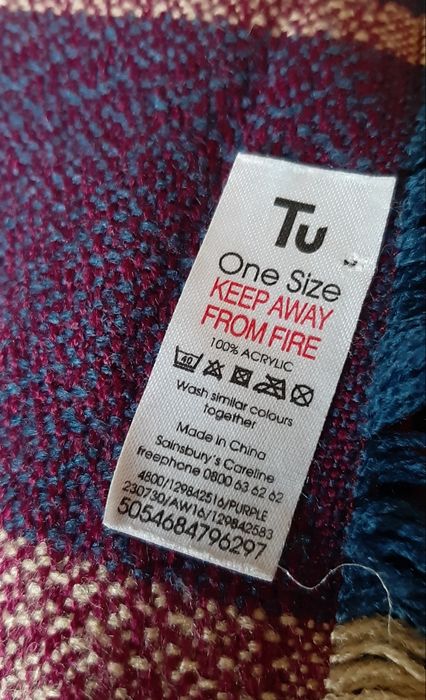 Tu
One Size
KEEP AWAY
FROM FIRE
100% ACRYLIC
40
Wash similar colours
together
Made in China
Sainsbury's Careline
freephone 0800 63 62 62
4800/129842516/PURPLE
230730/AW16/129842583
5054684796297